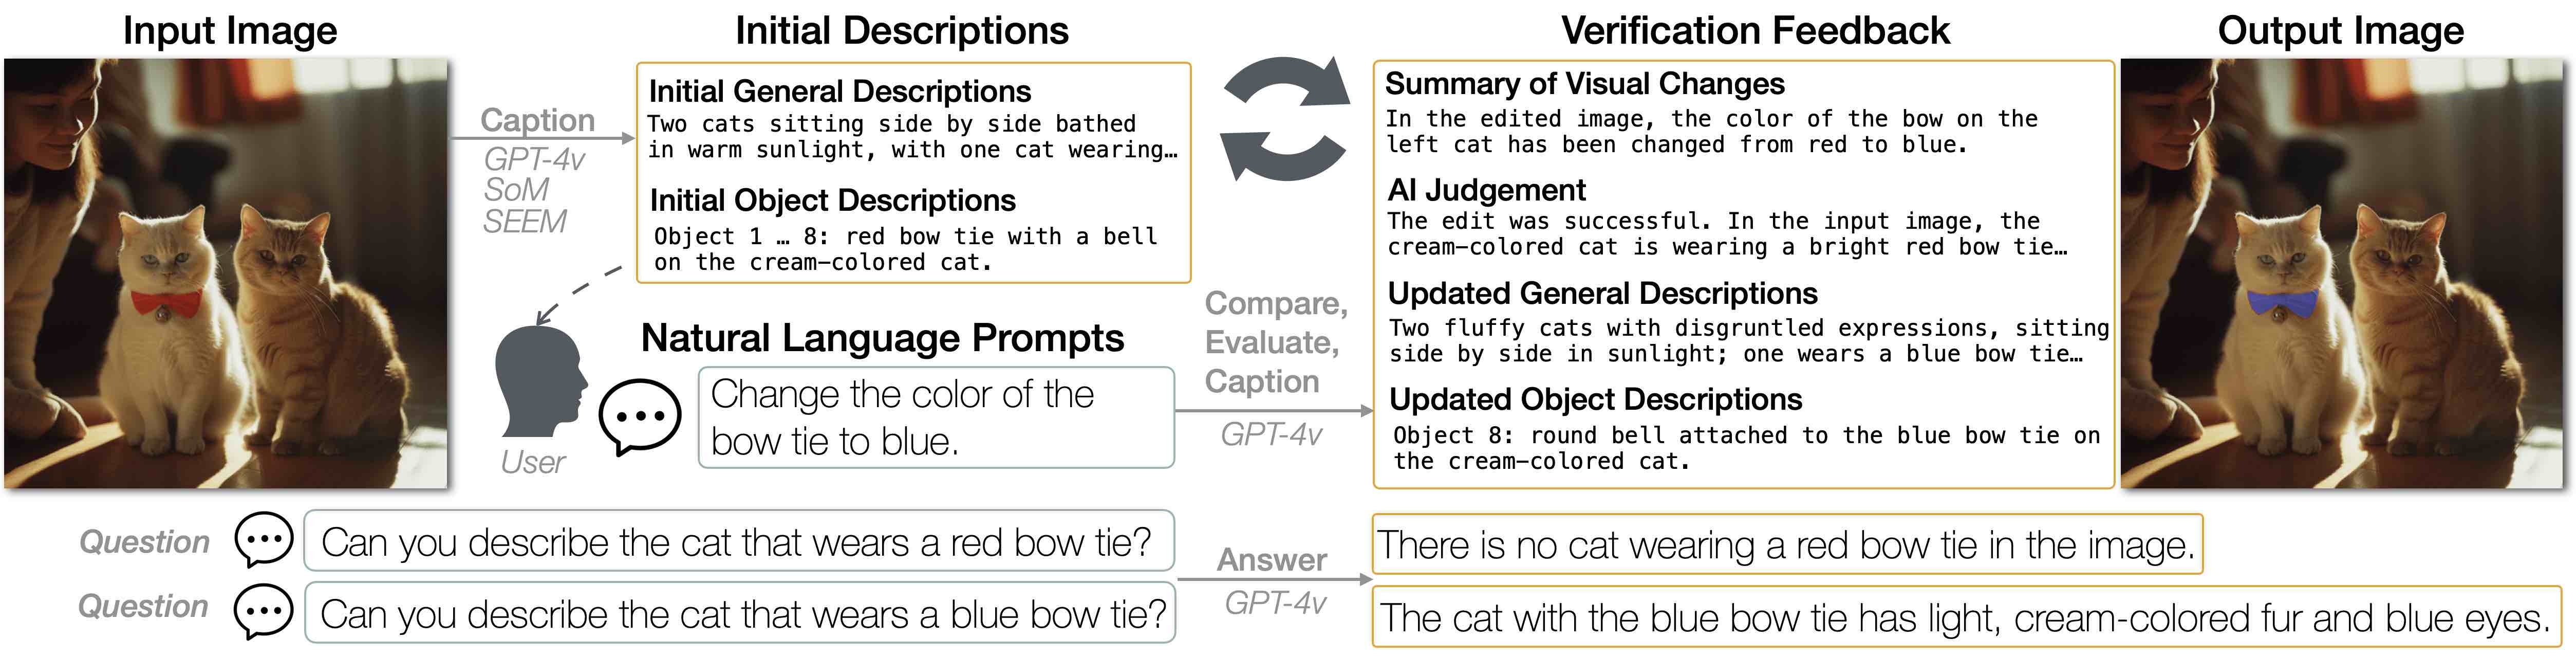 Input Image
Initial Descriptions
Verification Feedback
Output Image
Caption
GPT-4v
SoM
SEEM
Initial General Descriptions
Two cats sitting side by side bathed
in warm sunlight, with one cat wearing…
Initial Object Descriptions
Object 1 … 8: red bow tie with a bell
on the cream-colored cat.
User
Natural Language Prompts
Change the color of the
bow tie to blue.
Compare,
Evaluate,
Caption
GPT-4v
Summary of Visual Changes
In the edited image, the color of the bow on the
left cat has been changed from red to blue.
AI Judgement
The edit was successful. In the input image, the
cream-colored cat is wearing a bright red bow tie…
Updated General Descriptions
Two fluffy cats with disgruntled expressions, sitting
side by side in sunlight; one wears a blue bow tie…
Updated Object Descriptions
Object 8: round bell attached to the blue bow tie on
the cream-colored cat.
Question
Can you describe the cat that wears a red bow tie?
Question
Can you describe the cat that wears a blue bow tie?
Answer
GPT-4v
There is no cat wearing a red bow tie in the image.
The cat with the blue bow tie has light, cream-colored fur and blue eyes.